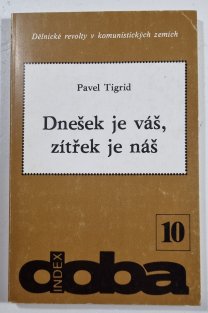 Dělnické revolty v komunistických zemích
Pavel Tigrid
Dnešek je váš,
zítřek je náš
10
INDEX
doba